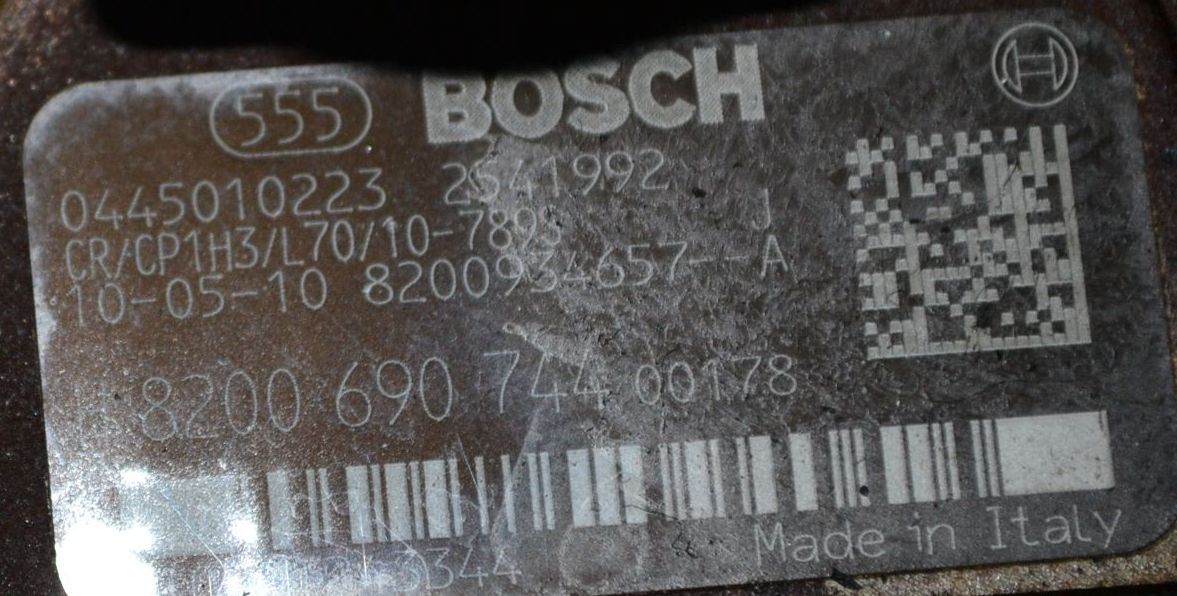 555 BOSCH
0445010223 2541992
CR/CP1H3/L70/10-789S J
10-05-10 8200934657--A
8200 690 744 00178
Made in Italy